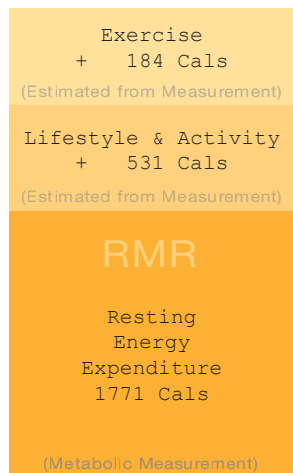 Exercise
+ 184 Cals
(Estimated from Measurement)
Lifestyle & Activity
+ 531 Cals
(Estimated from Measurement)
RMR
Resting
Energy
Expenditure
1771 Cals
(Metabolic Measurement)